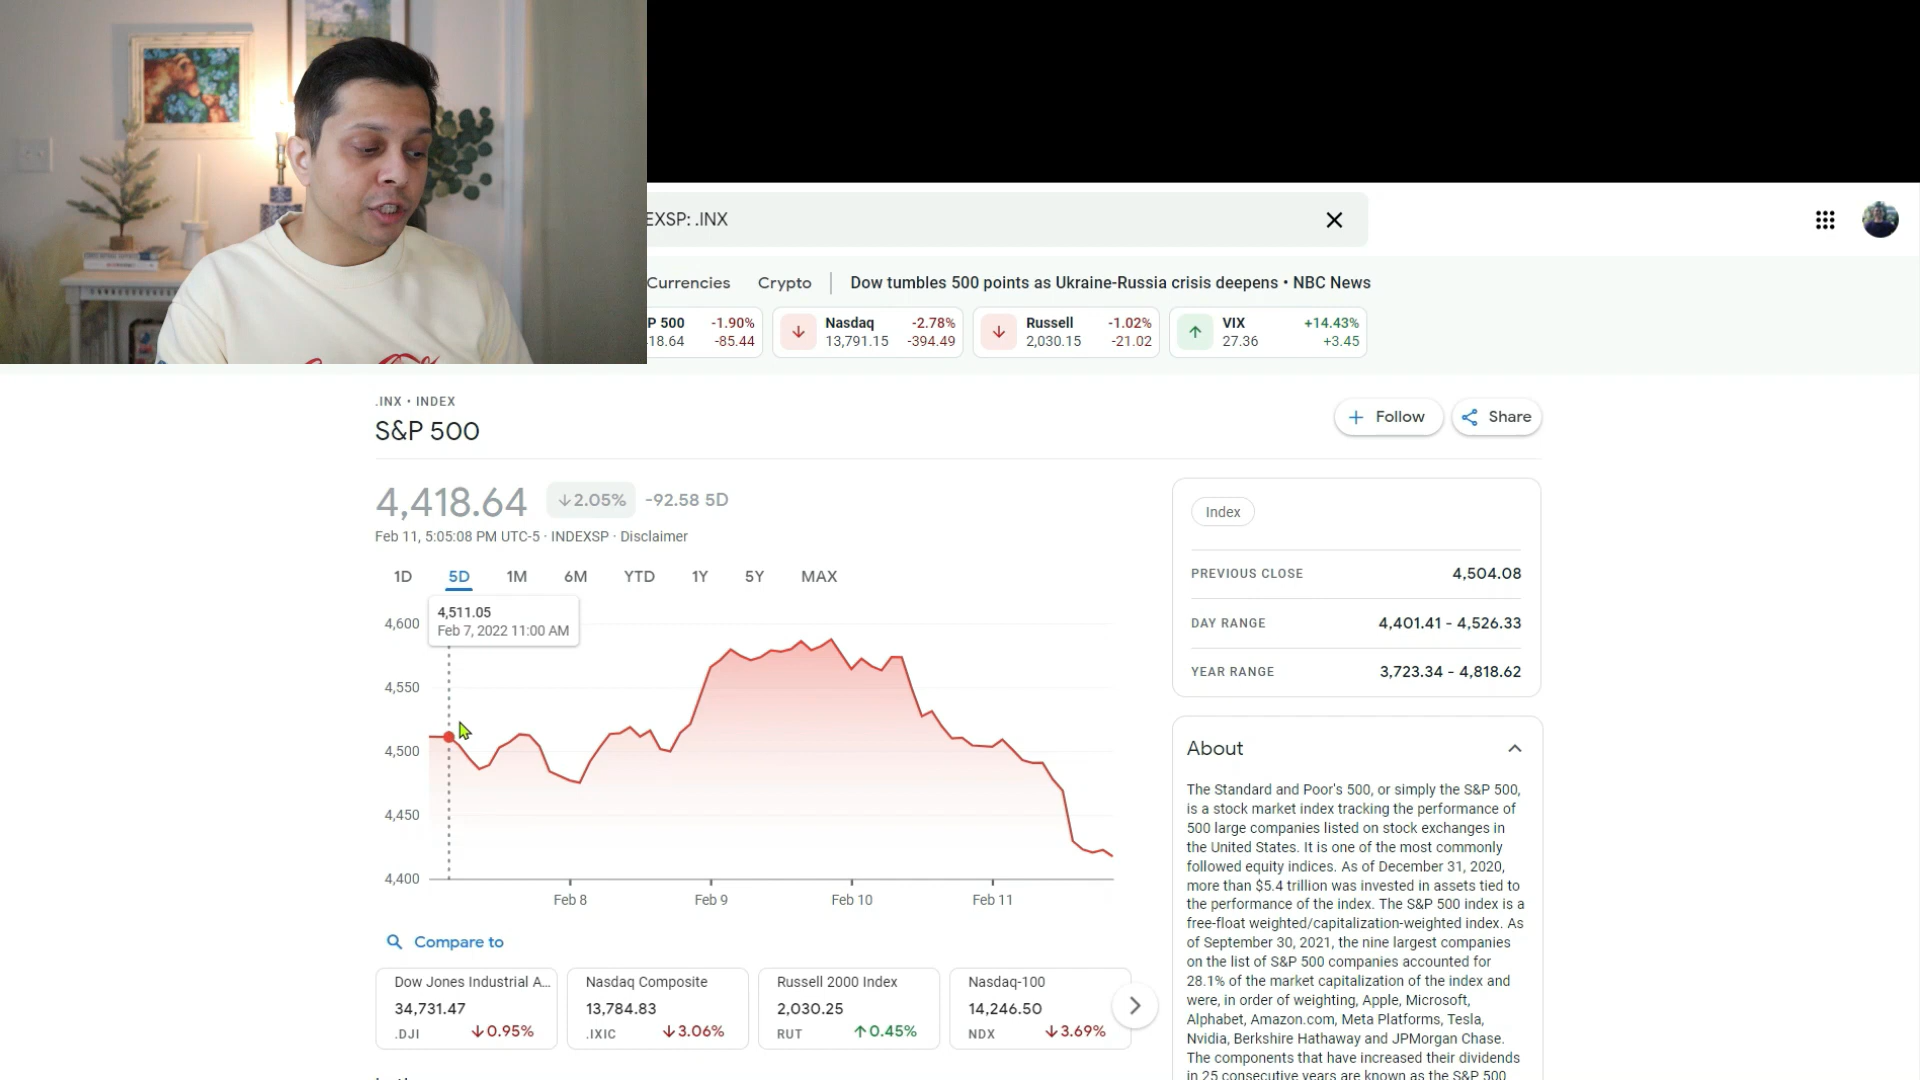 EXSP: .INX
Currencies Crypto Dow tumbles 500 points as Ukraine-Russia crisis deepens • NBC News
P 500 -1.90%
18.64 -85.44
Nasdaq -2.78%
13,791.15 -394.49
Russell -1.02%
2,030.15 -21.02
VIX +14.43%
27.36 +3.45
.INX • INDEX
S&P 500
+ Follow
Share
4,418.64 ↓2.05% -92.58 5D
Feb 11, 5:05:08 PM UTC-5 · INDEXSP · Disclaimer
1D 5D 1M 6M YTD 1Y 5Y MAX
4,511.05
Feb 7, 2022 11:00 AM
4,600
4,550
4,500
4,450
4,400
Feb 8 Feb 9 Feb 10 Feb 11
Compare to
Dow Jones Industrial A...
34,731.47
.DJI ↓0.95%
Nasdaq Composite
13,784.83
.IXIC ↓3.06%
Russell 2000 Index
2,030.25
RUT ↑0.45%
Nasdaq-100
14,246.50
NDX ↓3.69%
Index
PREVIOUS CLOSE 4,504.08
DAY RANGE 4,401.41 - 4,526.33
YEAR RANGE 3,723.34 - 4,818.62
About
The Standard and Poor's 500, or simply the S&P 500,
is a stock market index tracking the performance of
500 large companies listed on stock exchanges in
the United States. It is one of the most commonly
followed equity indices. As of December 31, 2020,
more than $5.4 trillion was invested in assets tied to
the performance of the index. The S&P 500 index is a
free-float weighted/capitalization-weighted index. As
of September 30, 2021, the nine largest companies
on the list of S&P 500 companies accounted for
28.1% of the market capitalization of the index and
were, in order of weighting, Apple, Microsoft,
Alphabet, Amazon.com, Meta Platforms, Tesla,
Nvidia, Berkshire Hathaway and JPMorgan Chase.
The components that have increased their dividends
in 25 consecutive years are known as the S&P 500